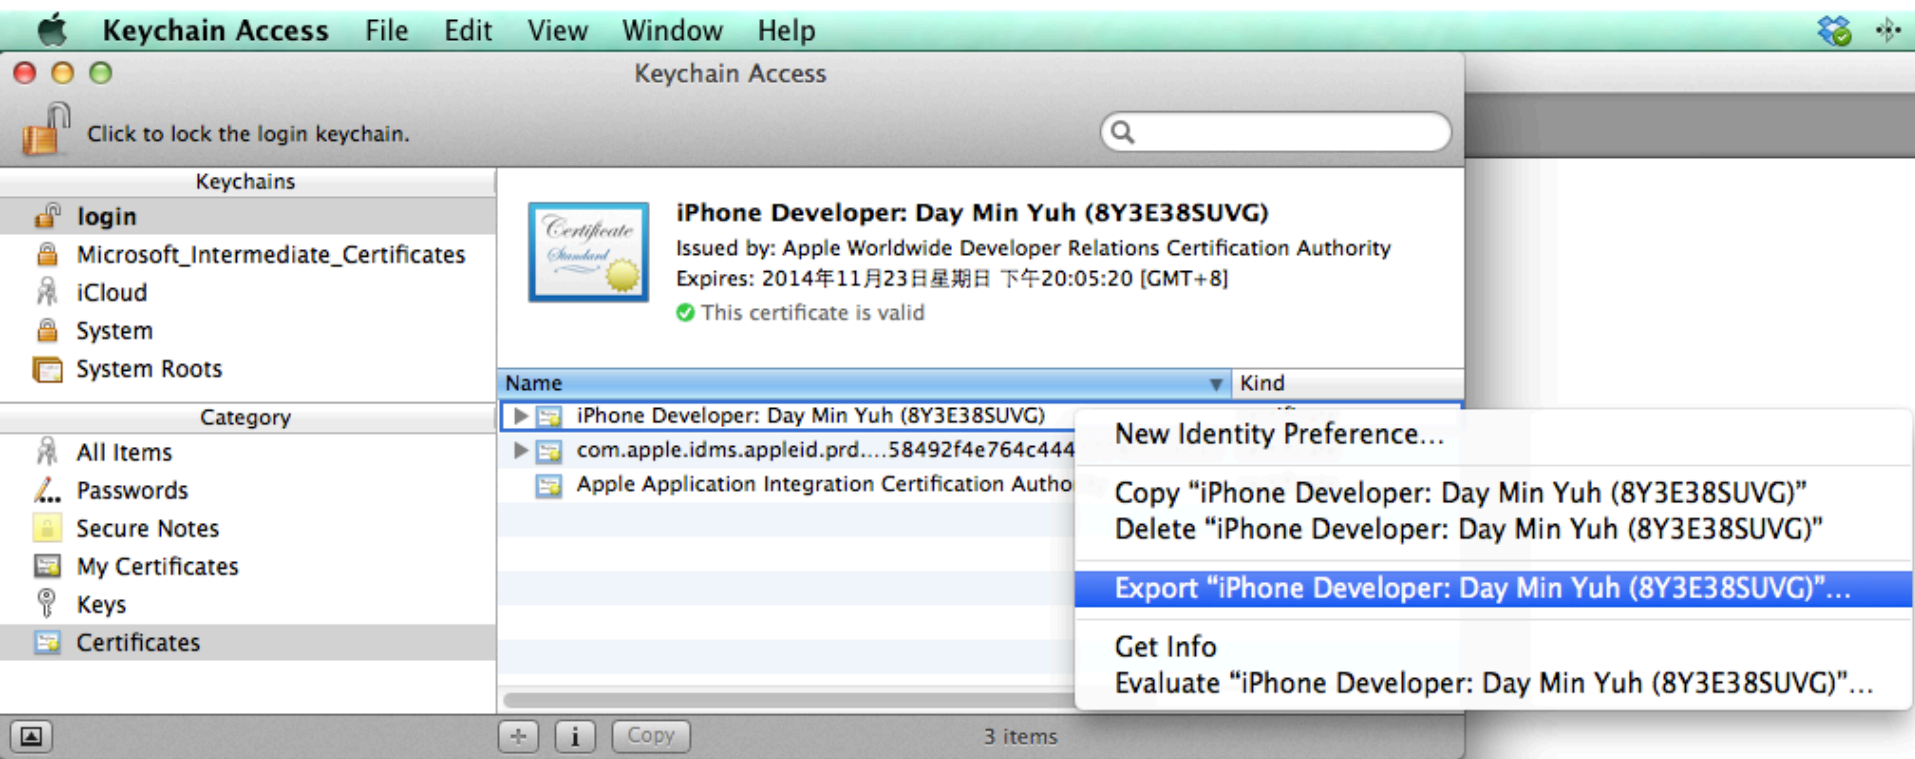 Keychain Access File Edit View Window Help
Keychain Access
Click to lock the login keychain.
Keychains
login
Microsoft_Intermediate_Certificates
iCloud
System
System Roots
Category
All Items
Passwords
Secure Notes
My Certificates
Keys
Certificates
Certificate
Standard
iPhone Developer: Day Min Yuh (8Y3E38SUVG)
Issued by: Apple Worldwide Developer Relations Certification Authority
Expires: 2014年11月23日星期日 下午20:05:20 [GMT+8]
This certificate is valid
Name Kind
iPhone Developer: Day Min Yuh (8Y3E38SUVG)
com.apple.idms.appleid.prd....58492f4e764c444
Apple Application Integration Certification Autho
New Identity Preference...
Copy “iPhone Developer: Day Min Yuh (8Y3E38SUVG)”
Delete “iPhone Developer: Day Min Yuh (8Y3E38SUVG)”
Export “iPhone Developer: Day Min Yuh (8Y3E38SUVG)”...
Get Info
Evaluate “iPhone Developer: Day Min Yuh (8Y3E38SUVG)”...
+ i Copy 3 items